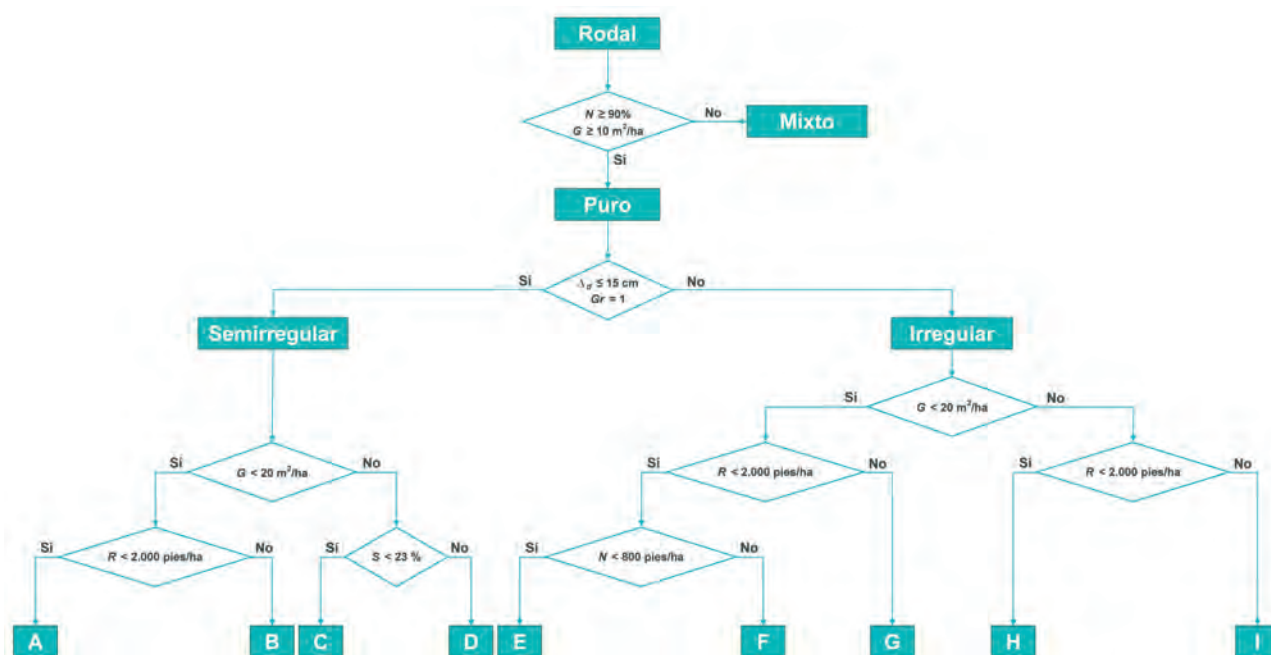 Rodal
N ≥ 90%
G ≥ 10 m²/ha
No
Mixto
Sí
Puro
Sí
Δd ≤ 15 cm
Gr = 1
No
Semirregular
Irregular
Sí
G < 20 m²/ha
No
Sí
G < 20 m²/ha
No
Sí
R < 2.000 pies/ha
No
Sí
R < 2.000 pies/ha
No
Sí
R < 2.000 pies/ha
No
Sí
S < 23 %
No
Sí
N < 800 pies/ha
No
A
B
C
D
E
F
G
H
I